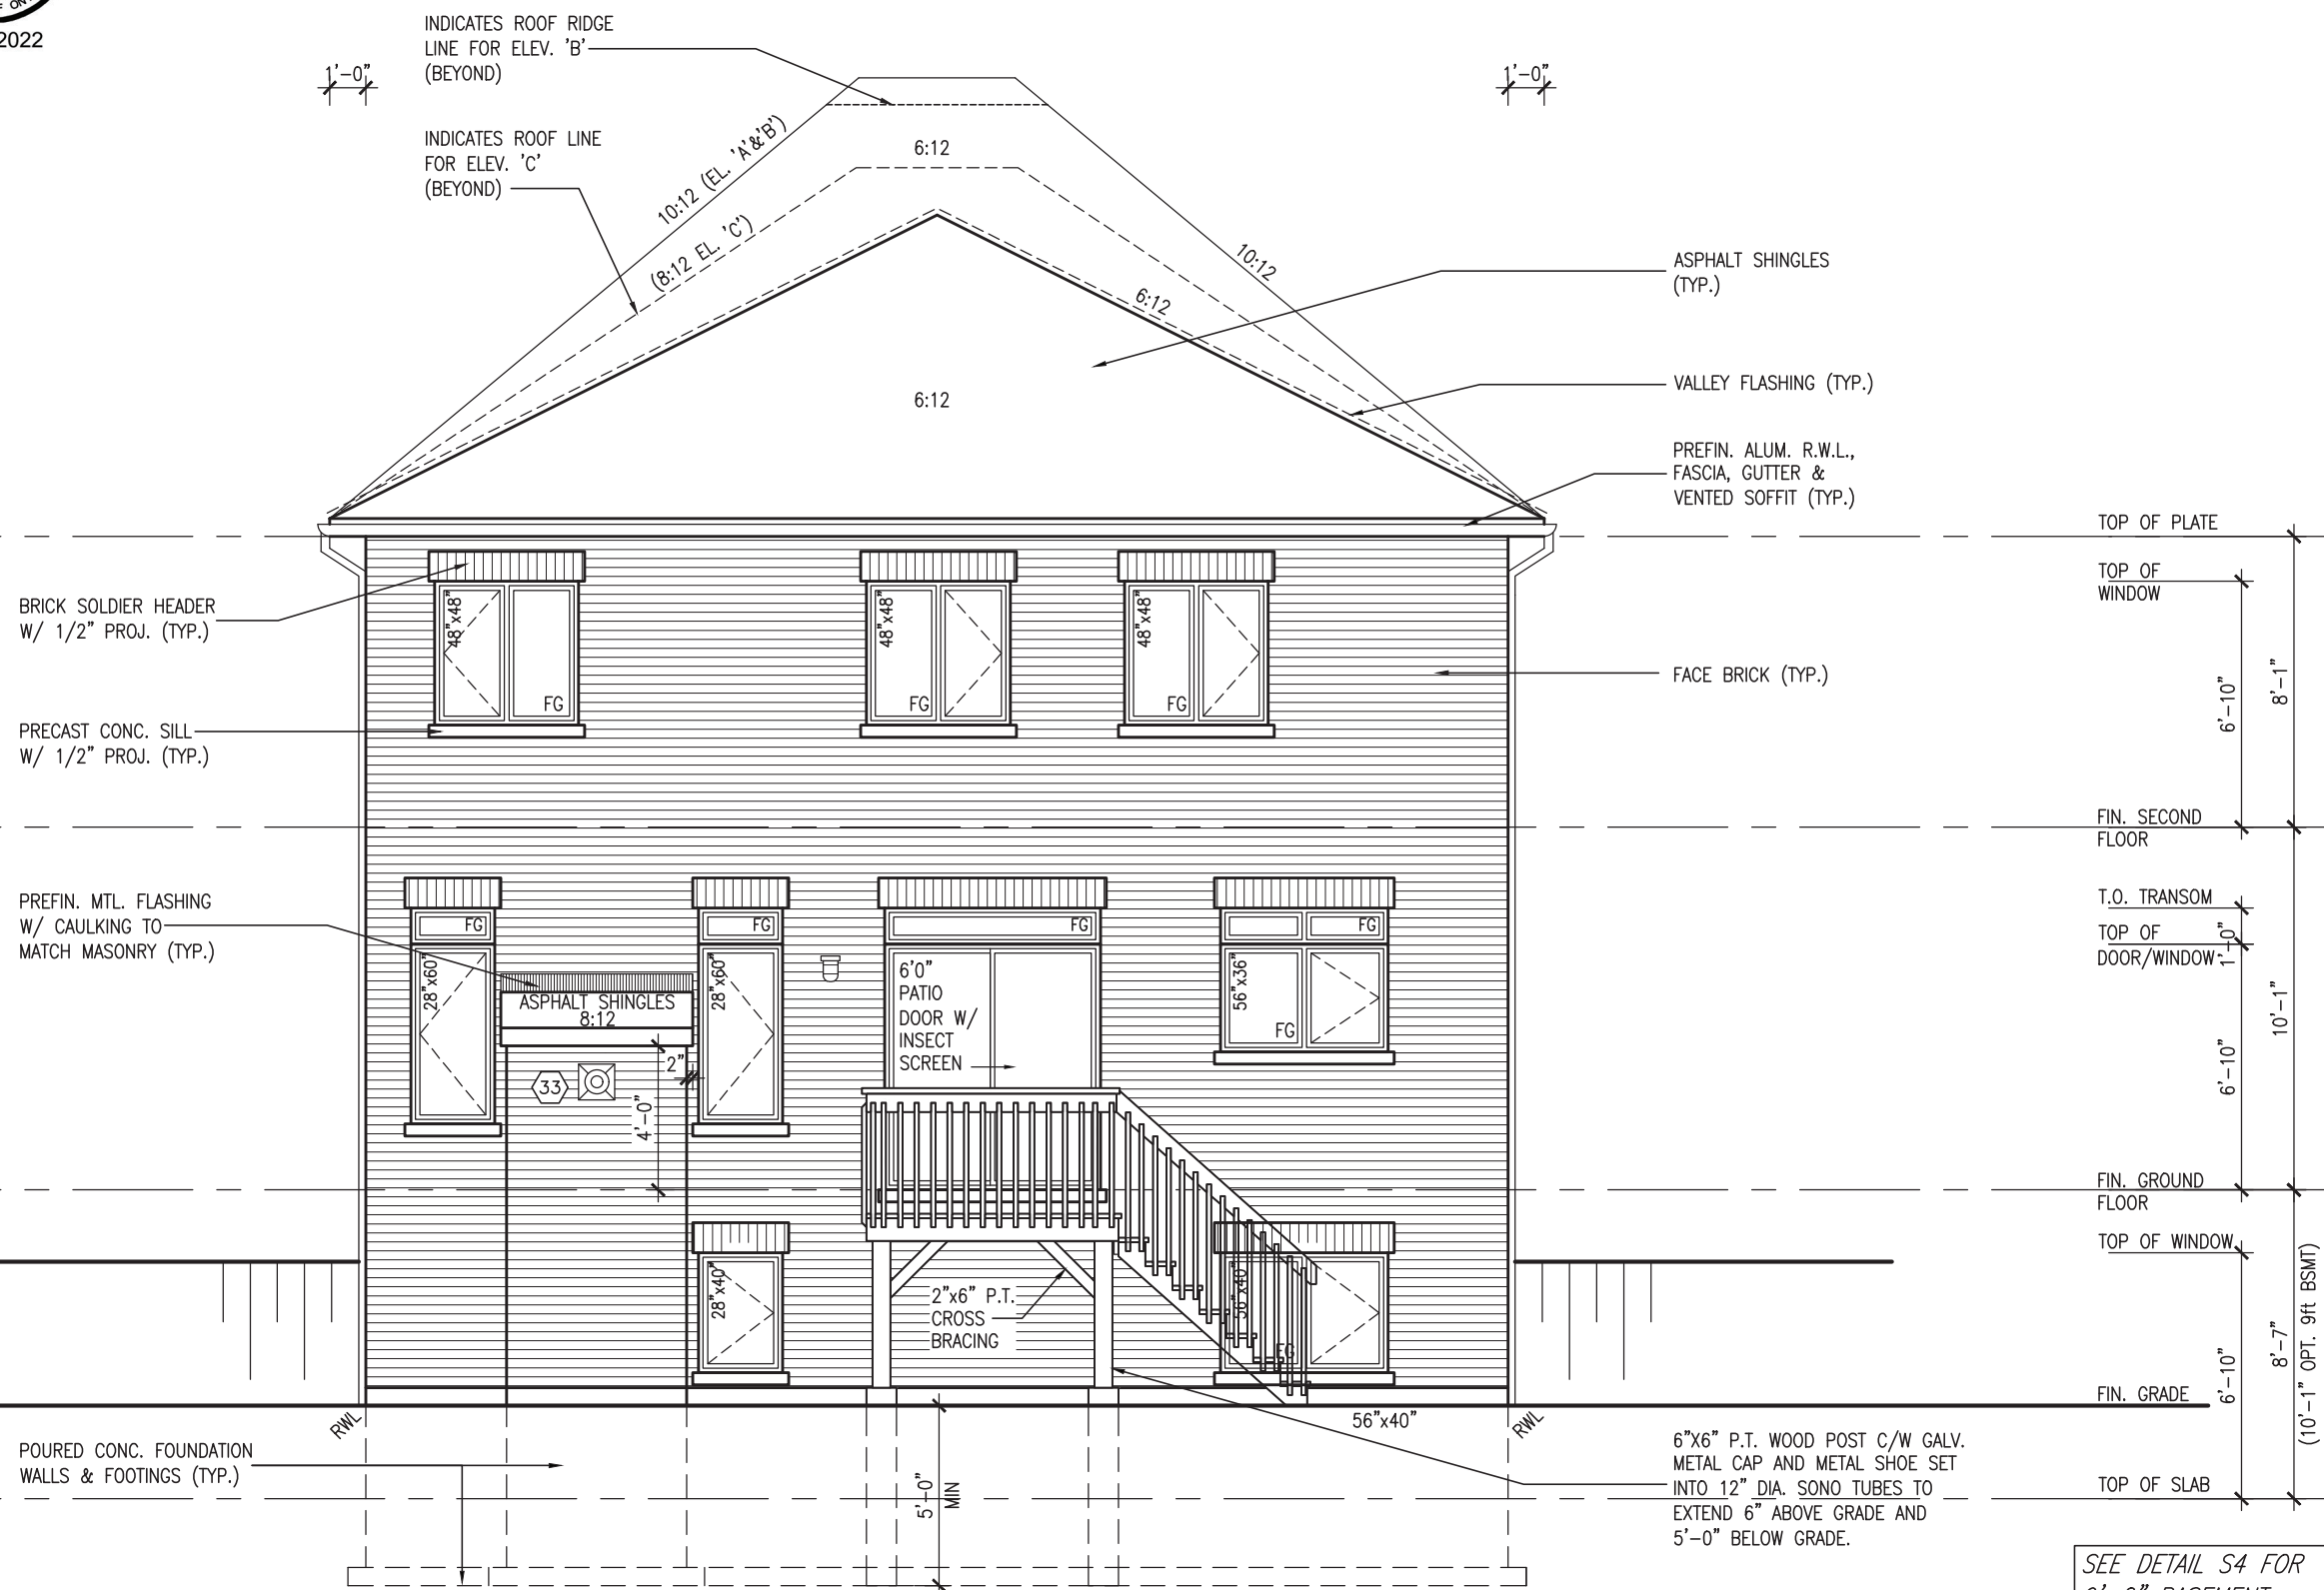 2022
INDICATES ROOF RIDGE
LINE FOR ELEV. 'B'
(BEYOND)
1'-0"
1'-0"
INDICATES ROOF LINE
FOR ELEV. 'C'
(BEYOND)
10:12 (EL. 'A'&'B')
(8:12 EL. 'C')
6:12
10:12
6:12
6:12
ASPHALT SHINGLES
(TYP.)
VALLEY FLASHING (TYP.)
PREFIN. ALUM. R.W.L.,
FASCIA, GUTTER &
VENTED SOFFIT (TYP.)
TOP OF PLATE
TOP OF
WINDOW
6'-10"
8'-1"
BRICK SOLDIER HEADER
W/ 1/2" PROJ. (TYP.)
48"x48"
FG
48"x48"
FG
48"x48"
FG
FACE BRICK (TYP.)
PRECAST CONC. SILL
W/ 1/2" PROJ. (TYP.)
FIN. SECOND
FLOOR
PREFIN. MTL. FLASHING
W/ CAULKING TO
MATCH MASONRY (TYP.)
FG
28"x60"
ASPHALT SHINGLES
8:12
FG
28"x60"
2"
33
4'-0"
FG
6'0"
PATIO
DOOR W/
INSECT
SCREEN
FG
56"x36"
FG
T.O. TRANSOM
TOP OF
DOOR/WINDOW
1'-0"
10'-1"
6'-10"
FIN. GROUND
FLOOR
TOP OF WINDOW
28"x40"
2"x6" P.T.
CROSS
BRACING
56"x40"
FG
8'-7"
(10'-1" OPT. 9ft BSMT)
6'-10"
FIN. GRADE
RWL
56"x40"
RWL
POURED CONC. FOUNDATION
WALLS & FOOTINGS (TYP.)
5'-0"
MIN
6"X6" P.T. WOOD POST C/W GALV.
METAL CAP AND METAL SHOE SET
INTO 12" DIA. SONO TUBES TO
EXTEND 6" ABOVE GRADE AND
5'-0" BELOW GRADE.
TOP OF SLAB
SEE DETAIL S4 FOR